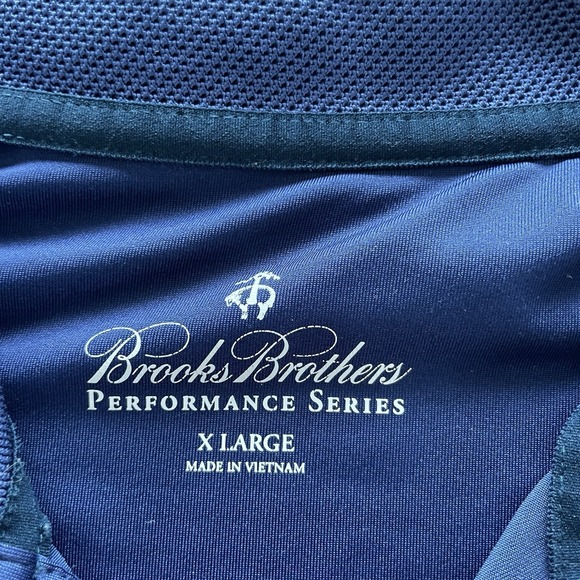 Brooks Brothers
PERFORMANCE SERIES
X LARGE
MADE IN VIETNAM